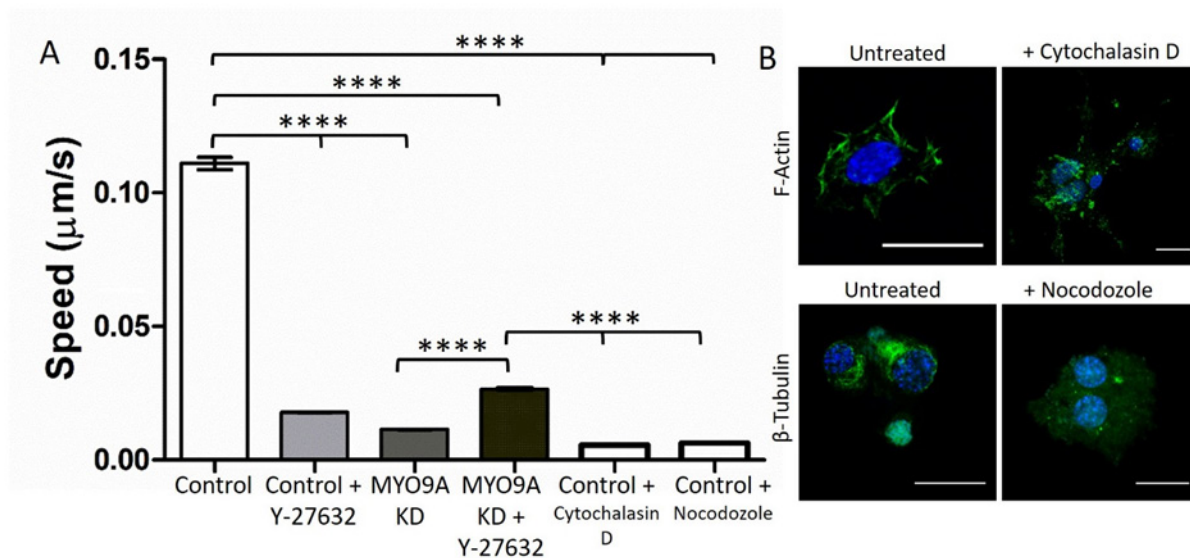 A
****
****
****
****
****
Speed (μm/s)
0.15
0.10
0.05
0.00
Control
Control +
Y-27632
MYO9A
KD
MYO9A
KD +
Y-27632
Control +
Cytochalasin
D
Control +
Nocodozole
B
Untreated
+ Cytochalasin D
F-Actin
Untreated
+ Nocodozole
β-Tubulin